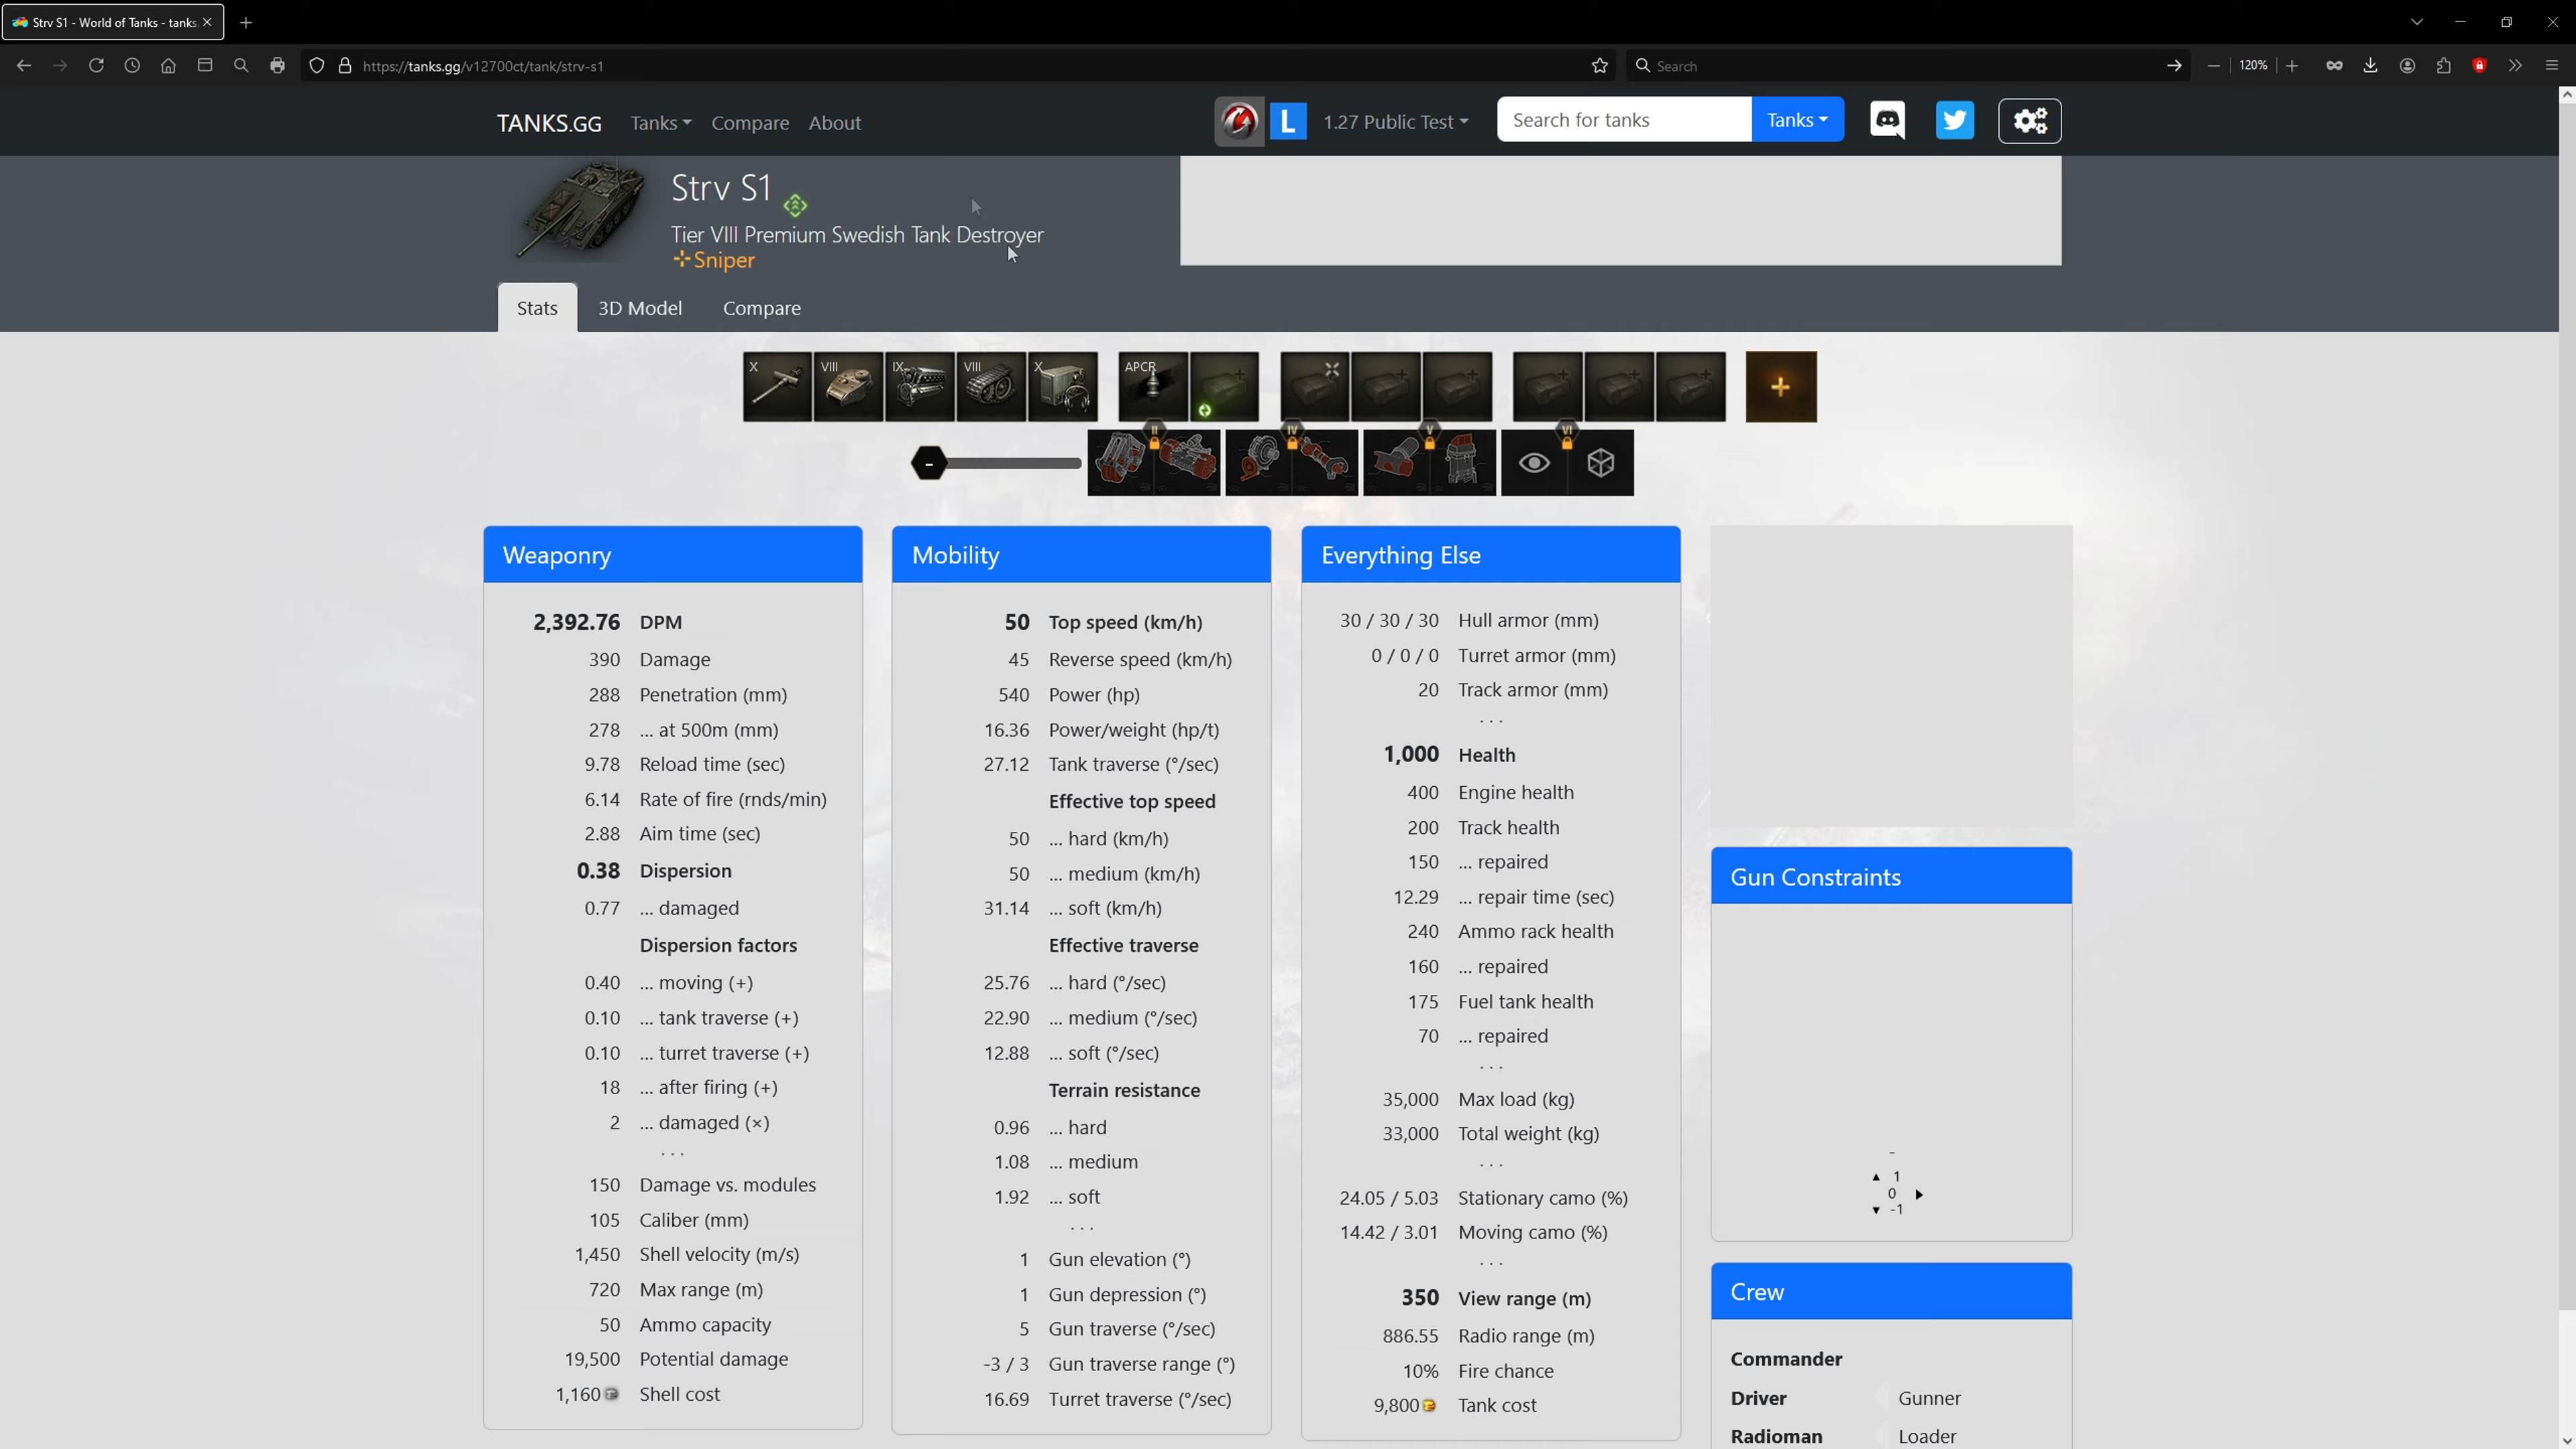 Strv S1 - World of Tanks - tanks.
https://tanks.gg/v12700ct/tank/strv-s1
Search
120%
TANKS.GG
Tanks
Compare
About
L
1.27 Public Test
Search for tanks
Tanks
Strv S1
Tier VIII Premium Swedish Tank Destroyer
Sniper
Stats
3D Model
Compare
X
VIII
IX
VIII
X
APCR
-
II
IV
V
VI
Weaponry
2,392.76 DPM
390 Damage
288 Penetration (mm)
278 ... at 500m (mm)
9.78 Reload time (sec)
6.14 Rate of fire (rnds/min)
2.88 Aim time (sec)
0.38 Dispersion
0.77 ... damaged
Dispersion factors
0.40 ... moving (+)
0.10 ... tank traverse (+)
0.10 ... turret traverse (+)
18 ... after firing (+)
2 ... damaged (×)
...
150 Damage vs. modules
105 Caliber (mm)
1,450 Shell velocity (m/s)
720 Max range (m)
50 Ammo capacity
19,500 Potential damage
1,160 Shell cost
Mobility
50 Top speed (km/h)
45 Reverse speed (km/h)
540 Power (hp)
16.36 Power/weight (hp/t)
27.12 Tank traverse (°/sec)
Effective top speed
50 ... hard (km/h)
50 ... medium (km/h)
31.14 ... soft (km/h)
Effective traverse
25.76 ... hard (°/sec)
22.90 ... medium (°/sec)
12.88 ... soft (°/sec)
Terrain resistance
0.96 ... hard
1.08 ... medium
1.92 ... soft
...
1 Gun elevation (°)
1 Gun depression (°)
5 Gun traverse (°/sec)
-3 / 3 Gun traverse range (°)
16.69 Turret traverse (°/sec)
Everything Else
30 / 30 / 30 Hull armor (mm)
0 / 0 / 0 Turret armor (mm)
20 Track armor (mm)
...
1,000 Health
400 Engine health
200 Track health
150 ... repaired
12.29 ... repair time (sec)
240 Ammo rack health
160 ... repaired
175 Fuel tank health
70 ... repaired
...
35,000 Max load (kg)
33,000 Total weight (kg)
...
24.05 / 5.03 Stationary camo (%)
14.42 / 3.01 Moving camo (%)
...
350 View range (m)
886.55 Radio range (m)
10% Fire chance
9,800 Tank cost
Gun Constraints
-
▲ 1
0 ▶
▼ -1
Crew
Commander
Driver Gunner
Radioman Loader